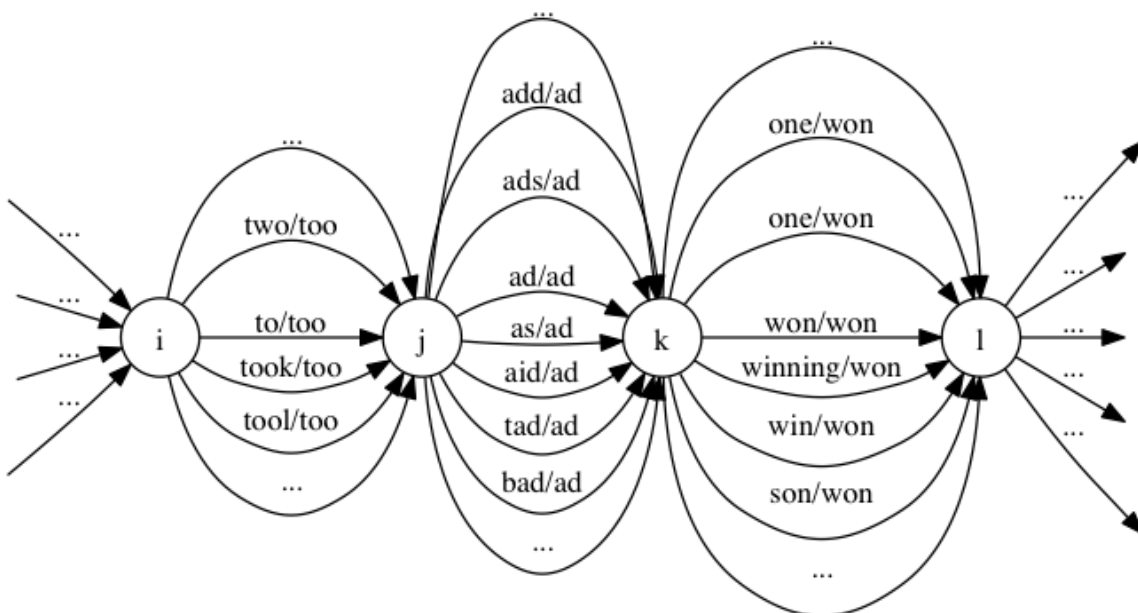 ...
...
...
...
i
...
two/too
to/too
took/too
tool/too
...
j
...
add/ad
ads/ad
ad/ad
as/ad
aid/ad
tad/ad
bad/ad
...
k
...
one/won
one/won
won/won
winning/won
win/won
son/won
...
l
...
...
...
...
...